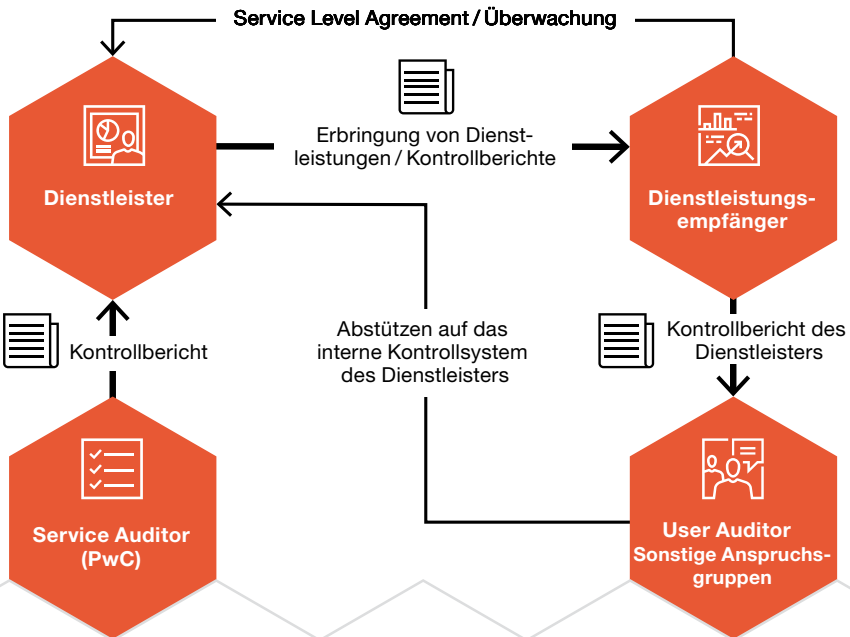 Service Level Agreement / Überwachung
Erbringung von Dienst-
leistungen / Kontrollberichte
Dienstleister
Dienstleistungs-
empfänger
Kontrollbericht
Abstützen auf das
interne Kontrollsystem
des Dienstleisters
Kontrollbericht des
Dienstleisters
Service Auditor
(PwC)
User Auditor
Sonstige Anspruchs-
gruppen